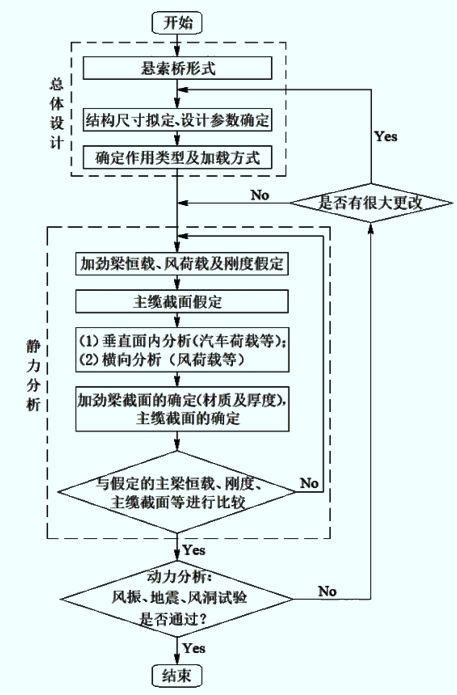 开始
总体设计
悬索桥形式
结构尺寸拟定、设计参数确定
确定作用类型及加载方式
Yes
No
是否有很大更改
静力分析
加劲梁恒载、风荷载及刚度假定
主缆截面假定
(1) 垂直面内分析(汽车荷载等);
(2) 横向分析（风荷载等）
加劲梁截面的确定(材质及厚度),
主缆截面的确定
与假定的主梁恒载、刚度、
主缆截面等进行比较
No
Yes
动力分析:
风振、地震、风洞试验
是否通过?
No
Yes
结束